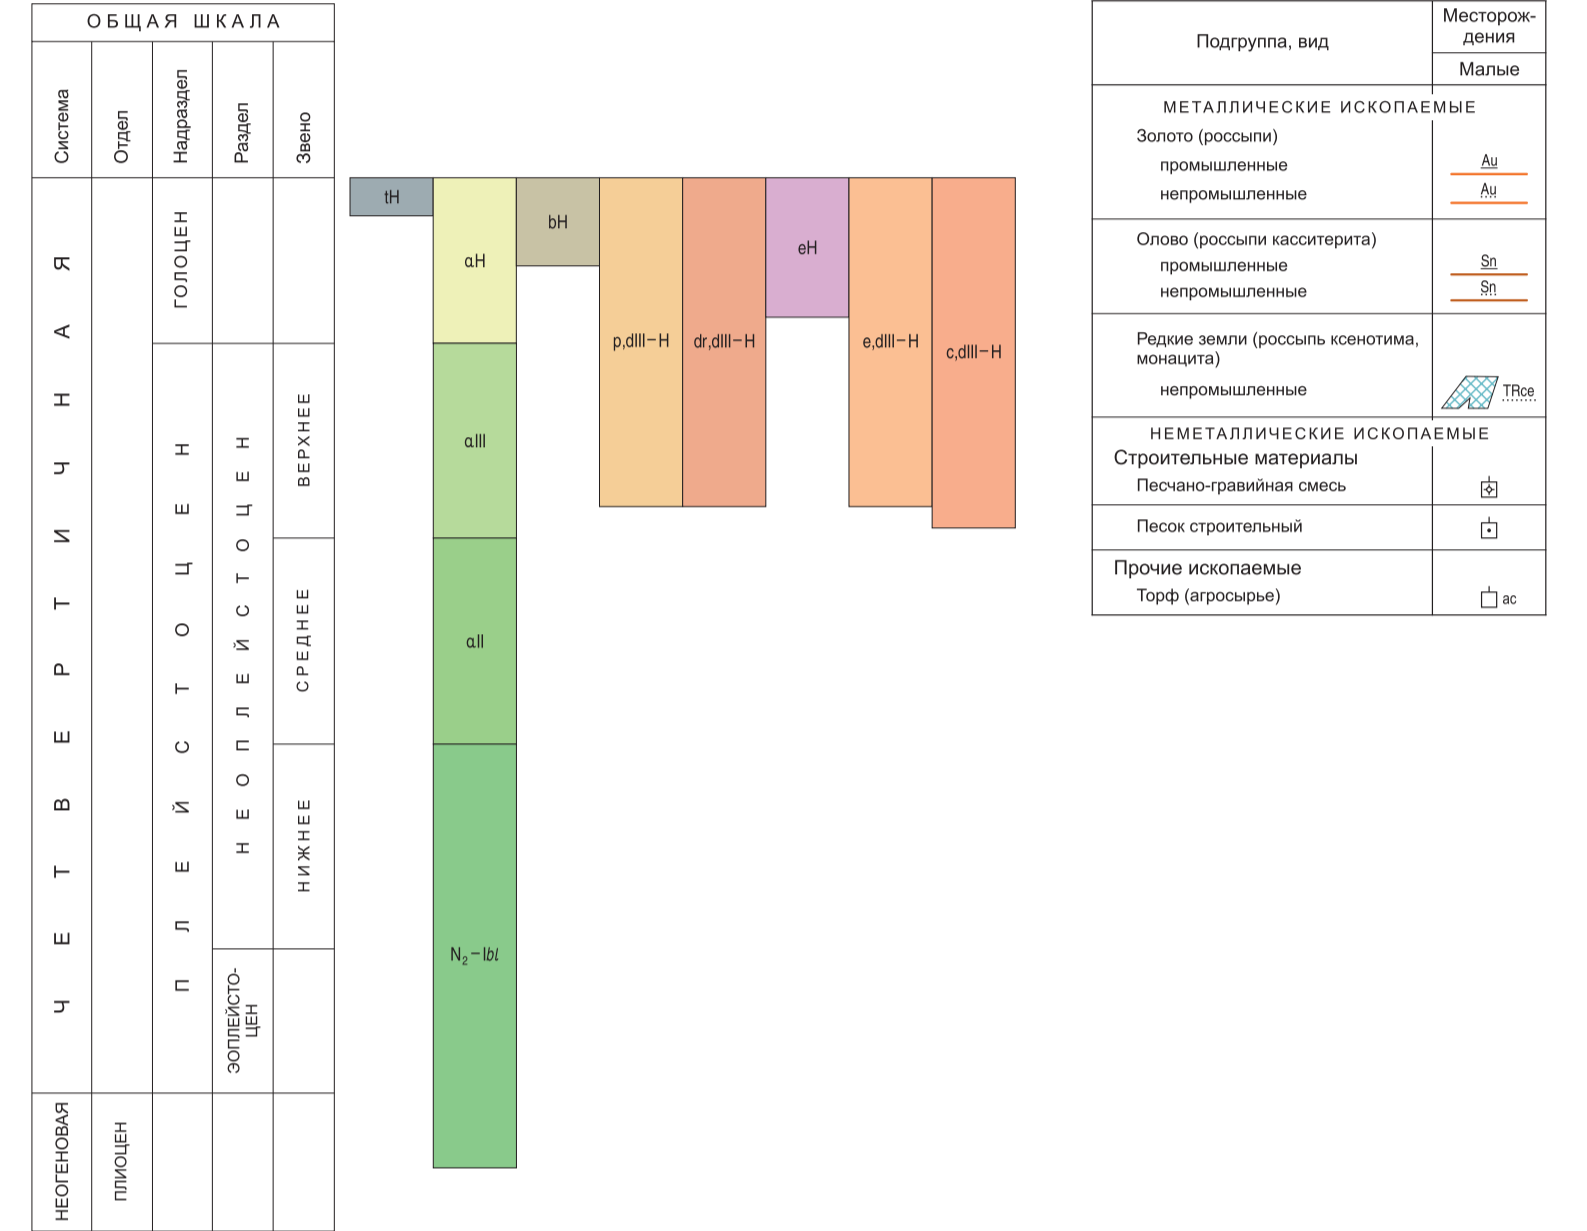 ОБЩАЯ ШКАЛА
Система
Отдел
Надраздел
Раздел
Звено
ЧЕТВЕРТИЧНАЯ
ГОЛОЦЕН
ПЛЕЙСТОЦЕН
НЕОПЛЕЙСТОЦЕН
ВЕРХНЕЕ
СРЕДНЕЕ
НИЖНЕЕ
ЭОПЛЕЙСТО-
ЦЕН
НЕОГЕНОВАЯ
ПЛИОЦЕН
tH
αH
bH
p,dIII–H
dr,dIII–H
eH
e,dIII–H
c,dIII–H
αIII
αII
N₂–Ibl
Подгруппа, вид
Месторож-
дения
Малые
МЕТАЛЛИЧЕСКИЕ ИСКОПАЕМЫЕ
Золото (россыпи)
промышленные Au
непромышленные Au
Олово (россыпи касситерита)
промышленные Sn
непромышленные Sn
Редкие земли (россыпь ксенотима,
монацита)
непромышленные TRce
НЕМЕТАЛЛИЧЕСКИЕ ИСКОПАЕМЫЕ
Строительные материалы
Песчано-гравийная смесь
Песок строительный
Прочие ископаемые
Торф (агросырье) ас